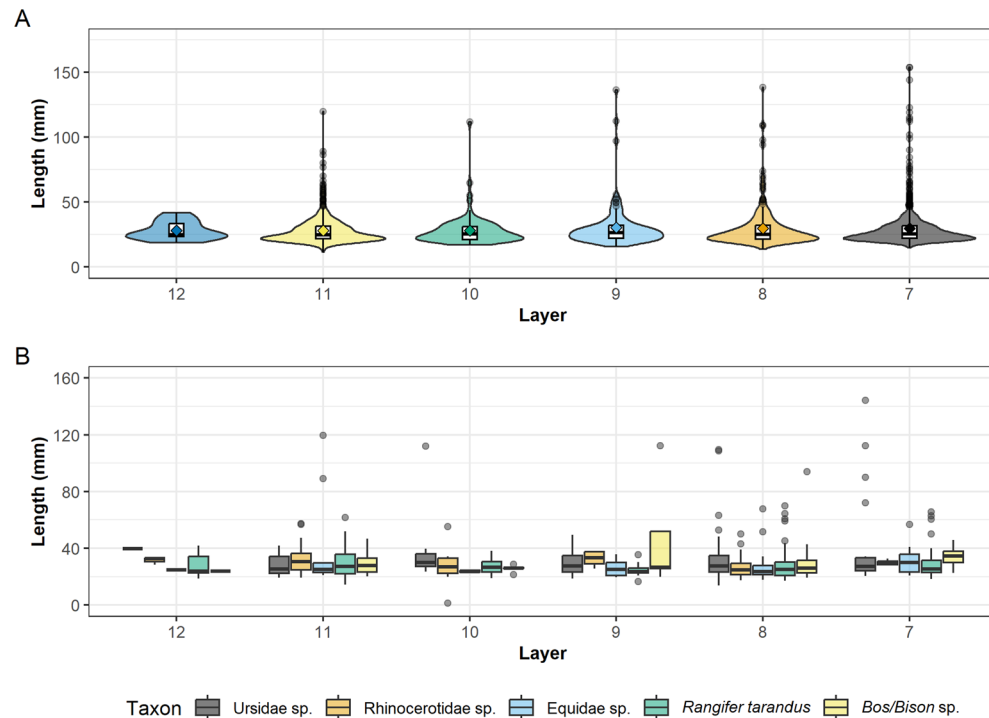 A
Length (mm)
150
100
50
0
12 11 10 9 8 7
Layer
B
Length (mm)
160
120
80
40
0
12 11 10 9 8 7
Layer
Taxon Ursidae sp. Rhinocerotidae sp. Equidae sp. Rangifer tarandus Bos/Bison sp.